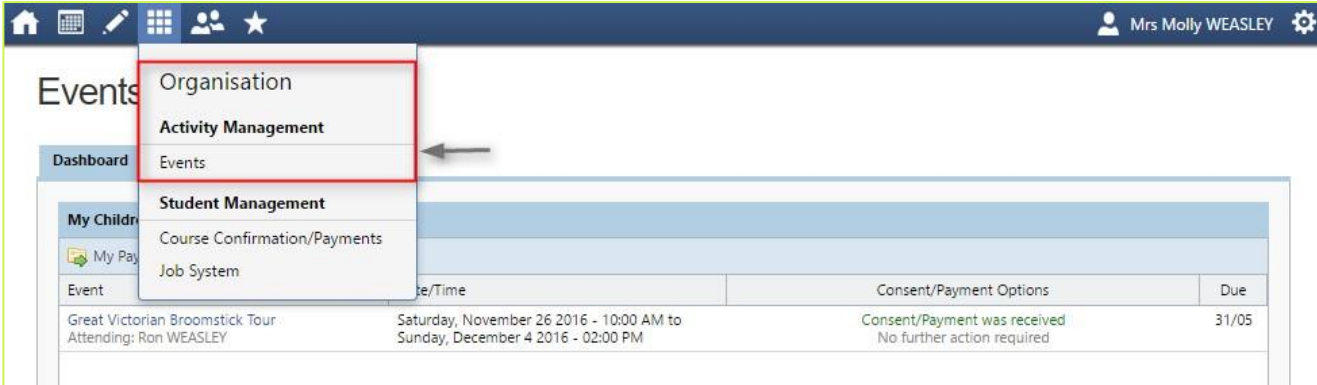 Mrs Molly WEASLEY
Events
Organisation
Activity Management
Events
Student Management
Course Confirmation/Payments
Job System
Dashboard
My Childr
My Pay
Event
te/Time
Consent/Payment Options
Due
Great Victorian Broomstick Tour
Attending: Ron WEASLEY
Saturday, November 26 2016 - 10:00 AM to
Sunday, December 4 2016 - 02:00 PM
Consent/Payment was received
No further action required
31/05